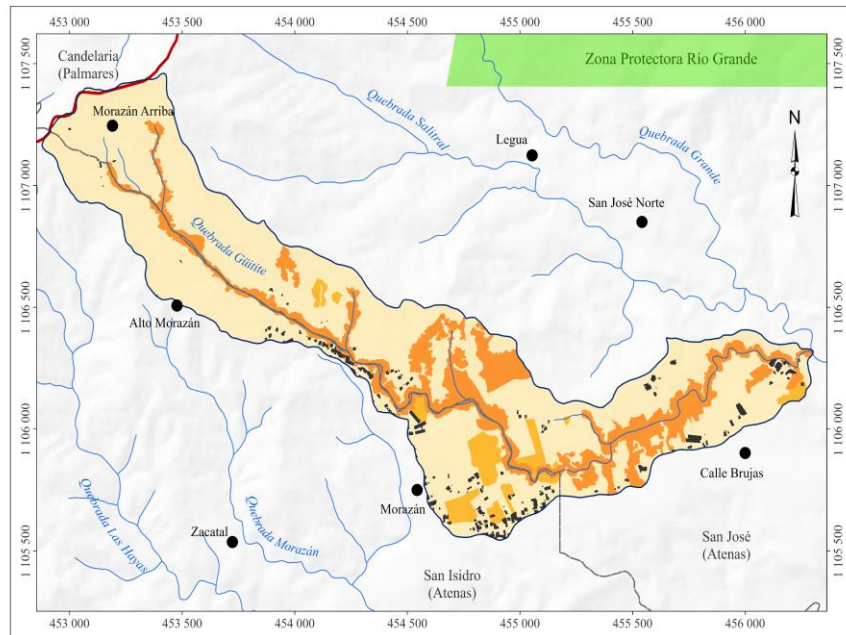 453 000 453 500 454 000 454 500 455 000 455 500 456 000
1 107 500
1 107 500
Candelaria
(Palmares)
Zona Protectora Río Grande
Morazán Arriba
Quebrada Salitral
N
Legua
Quebrada Grande
1 107 000
1 107 000
San José Norte
Quebrada Güitite
1 106 500
1 106 500
Alto Morazán
1 106 000
1 106 000
Calle Brujas
Morazán
Quebrada Las Hayas
Zacatal
Quebrada Morazán
San José
(Atenas)
1 105 500
1 105 500
San Isidro
(Atenas)
453 000 453 500 454 000 454 500 455 000 455 500 456 000